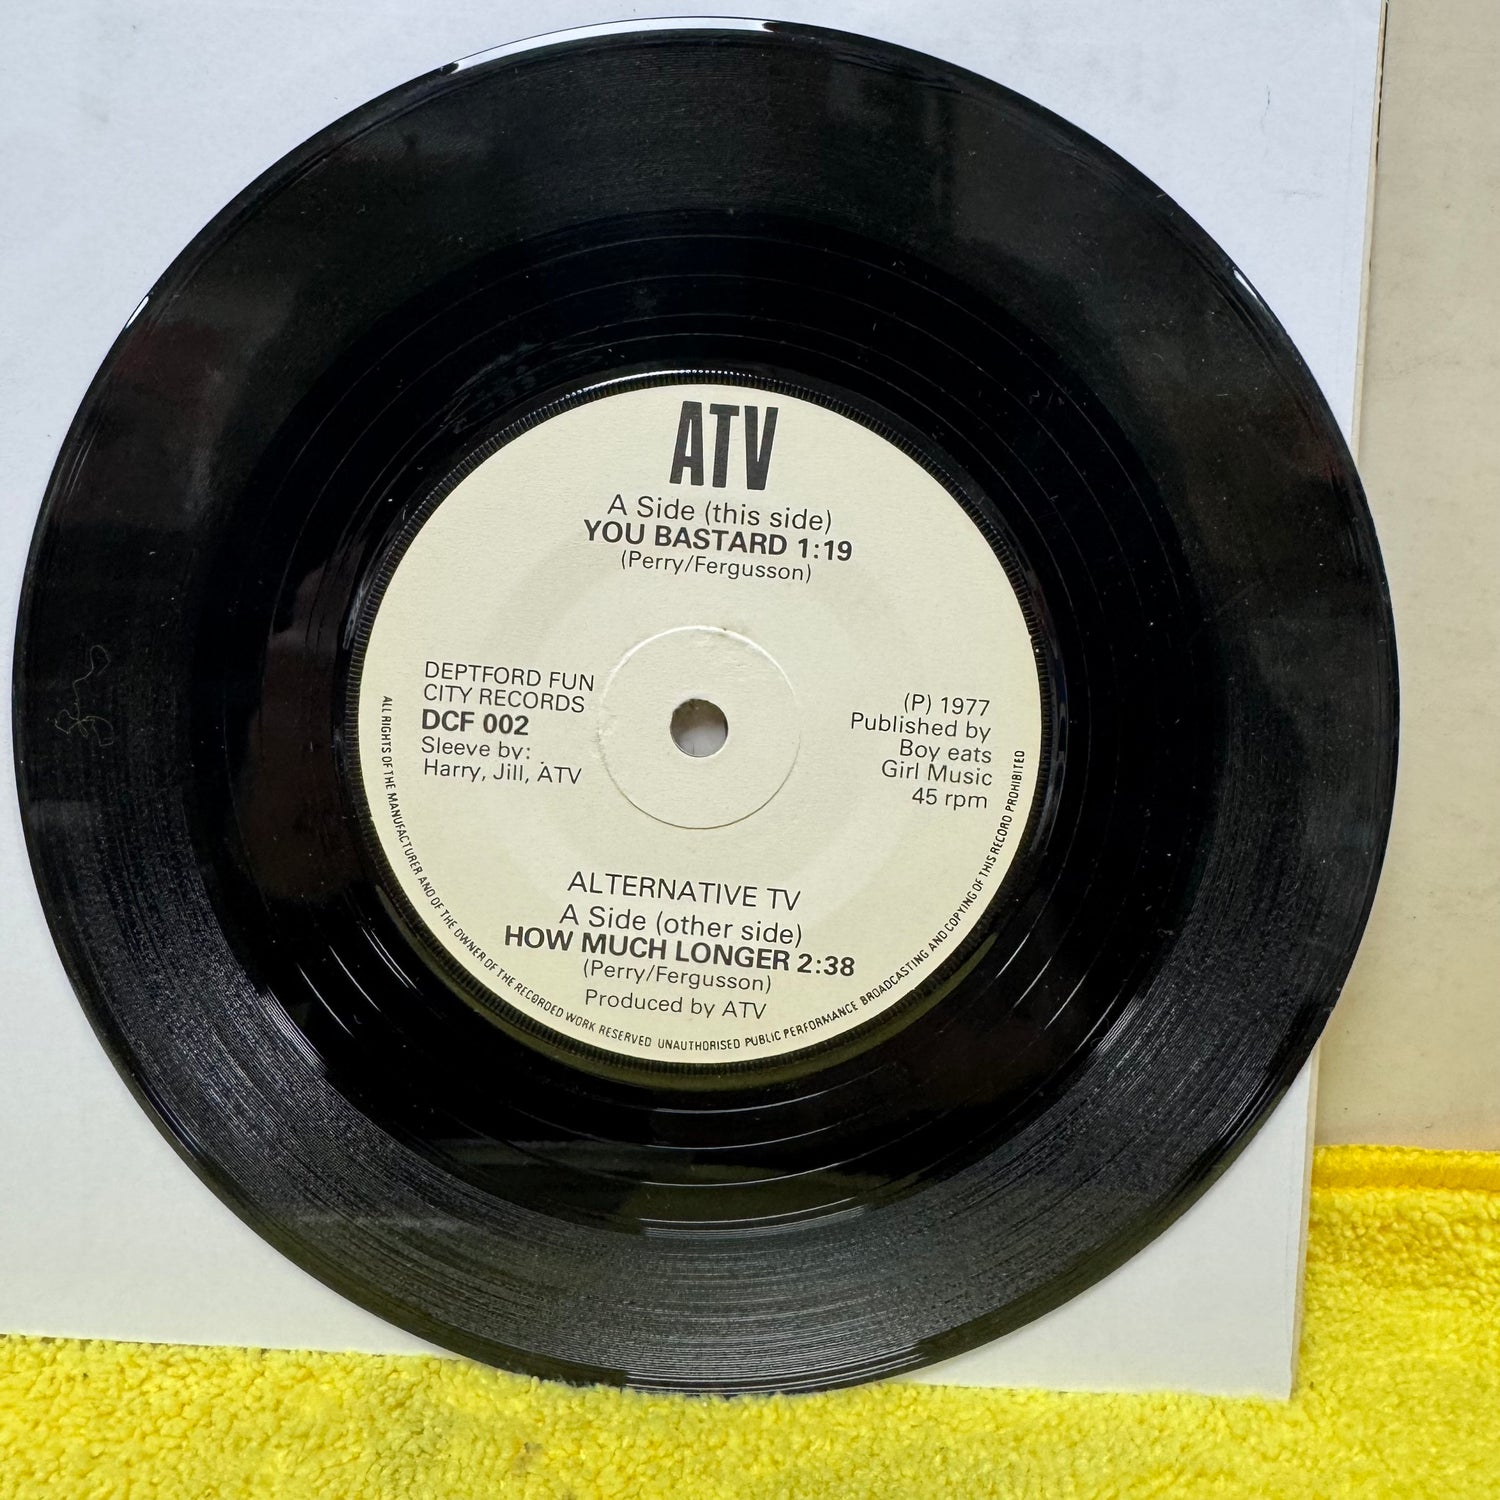 ATV
A Side (this side)
YOU BASTARD 1:19
(Perry/Fergusson)
DEPTFORD FUN
CITY RECORDS
DCF 002
Sleeve by:
Harry, Jill, ATV
(P) 1977
Published by
Boy eats
Girl Music
45 rpm
ALTERNATIVE TV
A Side (other side)
HOW MUCH LONGER 2:38
(Perry/Fergusson)
Produced by ATV
ALL RIGHTS OF THE MANUFACTURER AND OF THE OWNER OF THE RECORDED WORK RESERVED UNAUTHORISED PUBLIC PERFORMANCE BROADCASTING AND COPYING OF THIS RECORD PROHIBITED